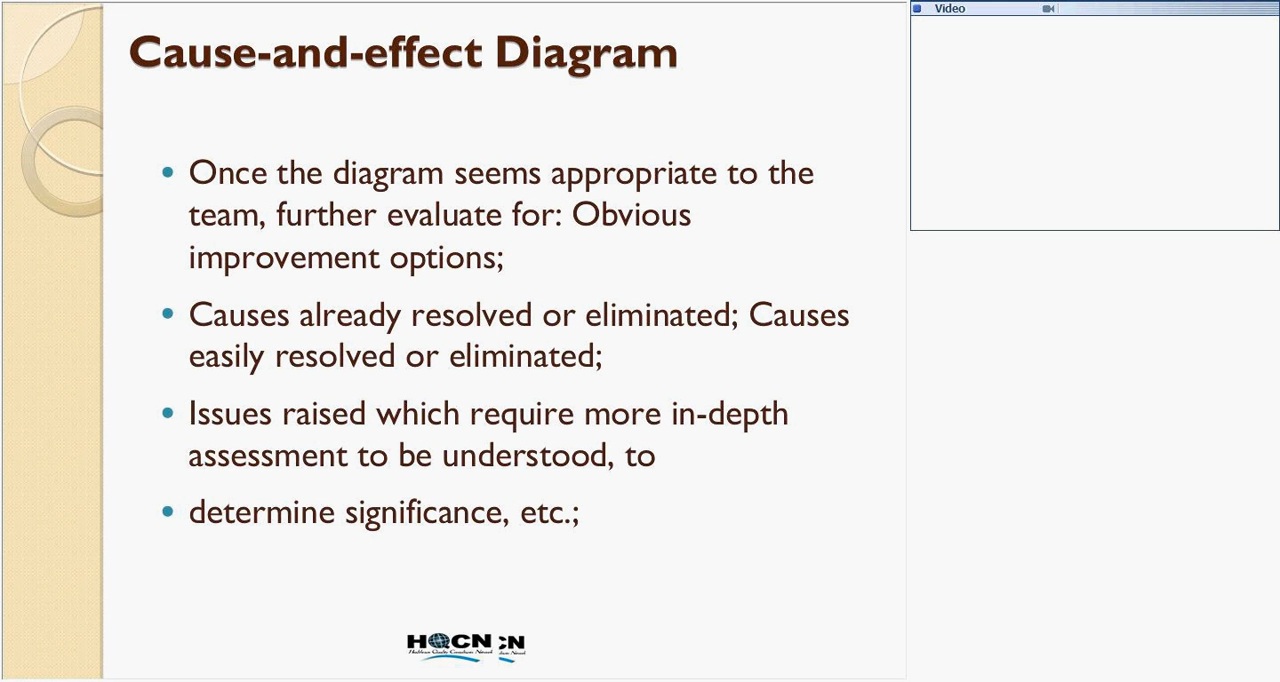 Cause-and-effect Diagram
Video
• Once the diagram seems appropriate to the
team, further evaluate for: Obvious
improvement options;
• Causes already resolved or eliminated; Causes
easily resolved or eliminated;
• Issues raised which require more in-depth
assessment to be understood, to
• determine significance, etc.;
HQCN